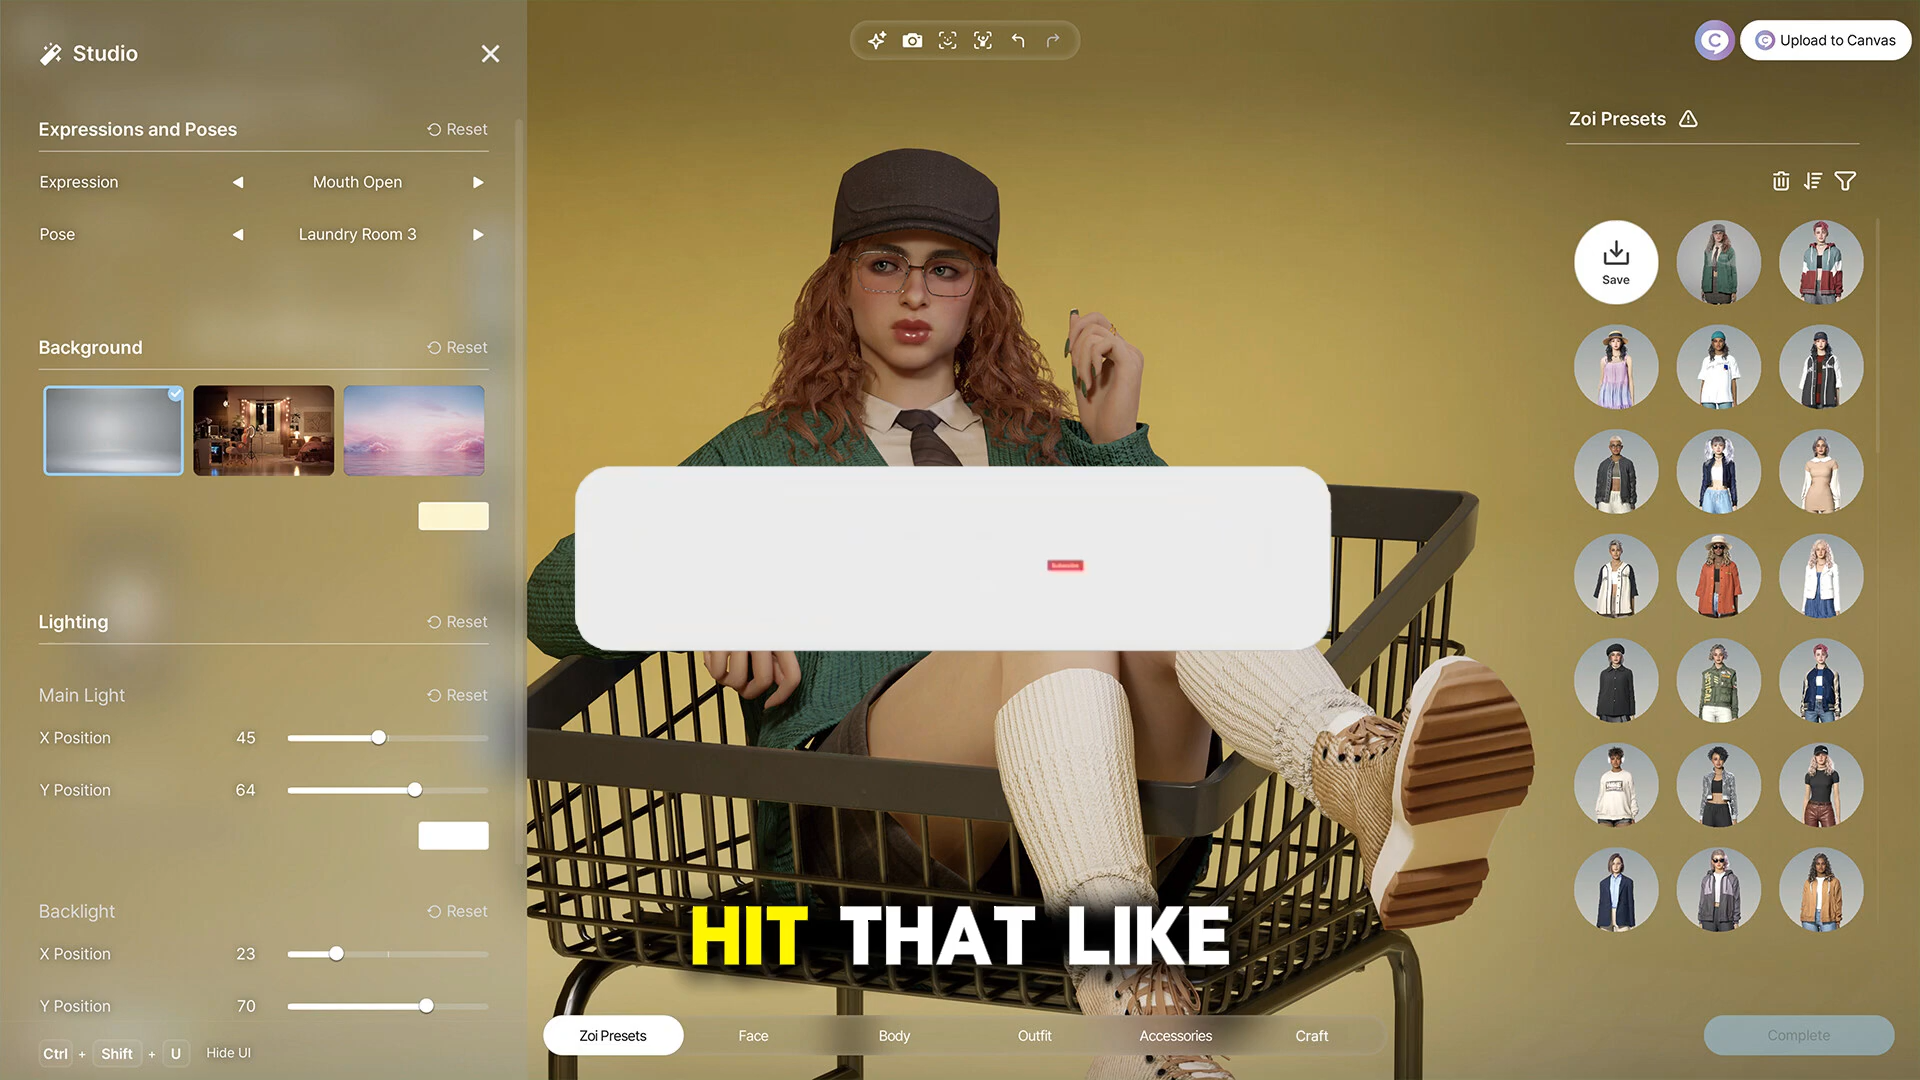 Studio
Expressions and Poses
Reset
Expression
Mouth Open
Pose
Laundry Room 3
Background
Reset
Lighting
Reset
Main Light
Reset
X Position
45
Y Position
64
Backlight
Reset
X Position
23
Y Position
70
Ctrl + Shift + U Hide UI
Subscribe
HIT THAT LIKE
Zoi Presets
Face
Body
Outfit
Accessories
Craft
Upload to Canvas
Zoi Presets
Save
Complete